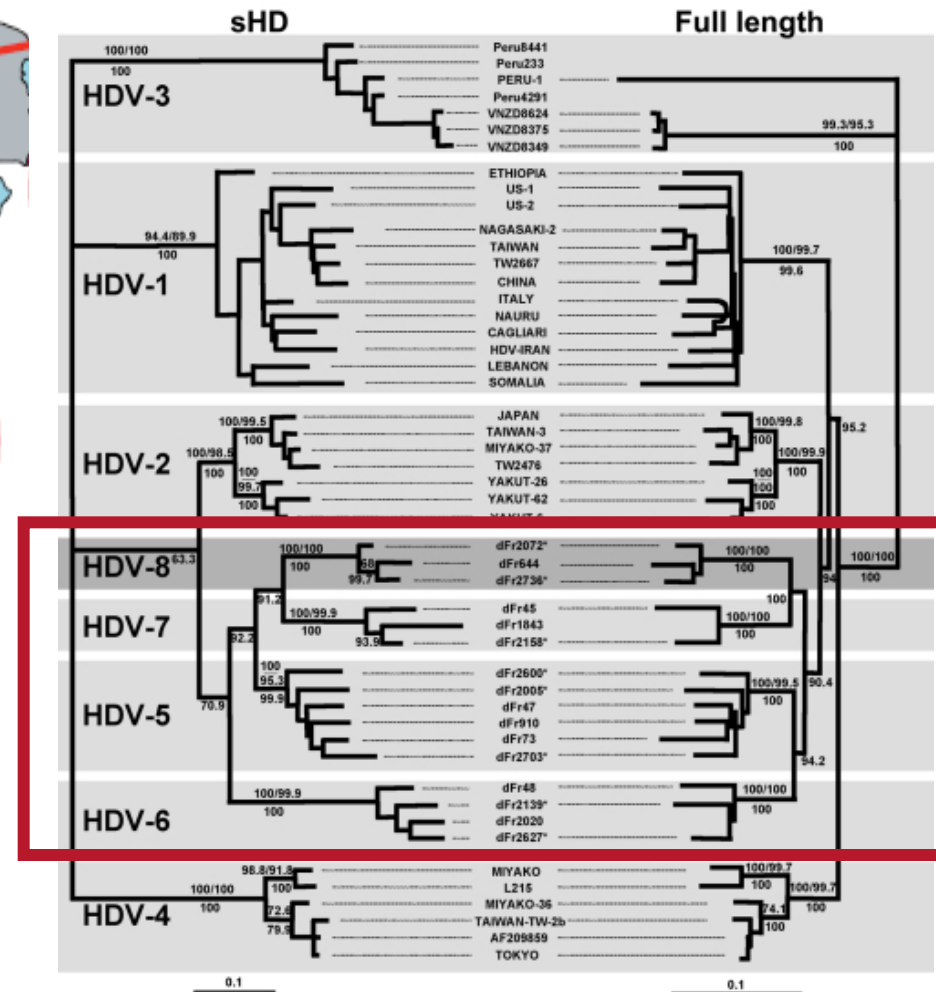 sHD Full length
100/100
100
HDV-3
Peru8441
Peru233
PERU-1
Peru4291
VNZD8624
VNZD8375
VNZD8349
99.3/95.3
100
94.4/89.9
100
HDV-1
ETHIOPIA
US-1
US-2
NAGASAKI-2
TAIWAN
TW2667
CHINA
ITALY
NAURU
CAGLIARI
HDV-IRAN
LEBANON
SOMALIA
100/99.7
99.6
HDV-2
100/98.5
100
100/99.5
100
100
99.7
100
JAPAN
TAIWAN-3
MIYAKO-37
TW2476
YAKUT-26
YAKUT-62
100/99.8
100
100/99.9
100
100
100
100
95.2
HDV-8
63.3
100/100
100
68
99.7
dFr2072*
dFr644
dFr2736*
100/100
100
100
94
100/100
100
HDV-7
91.2
92.2
100/99.9
100
93.9
dFr45
dFr1843
dFr2158*
100/100
100
HDV-5
70.9
100
95.3
99.9
dFr2600*
dFr2005*
dFr47
dFr910
dFr73
dFr2703*
100/99.5
100
90.4
94.2
HDV-6
100/99.9
100
dFr48
dFr2139*
dFr2020
dFr2627*
100/100
100
HDV-4
100/100
100
98.8/91.8
100
72.6
79.9
MIYAKO
L215
MIYAKO-36
TAIWAN-TW-2b
AF209859
TOKYO
100/99.7
100
74.1
100
100/99.7
100
0.1 0.1